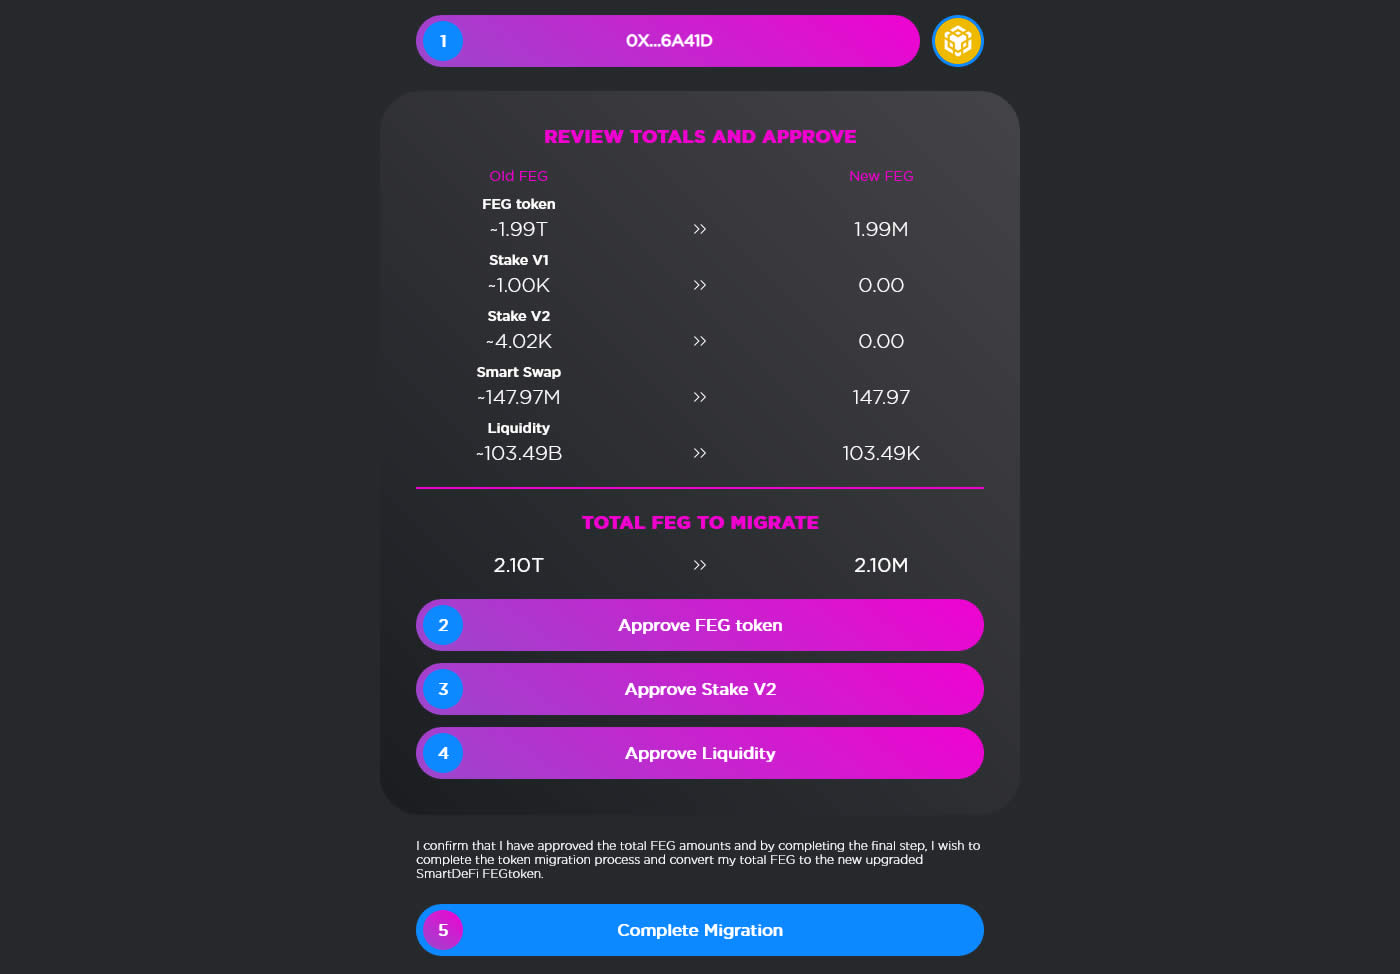 1 0X...6A41D
REVIEW TOTALS AND APPROVE
Old FEG New FEG
FEG token
~1.99T >> 1.99M
Stake V1
~1.00K >> 0.00
Stake V2
~4.02K >> 0.00
Smart Swap
~147.97M >> 147.97
Liquidity
~103.49B >> 103.49K
TOTAL FEG TO MIGRATE
2.10T >> 2.10M
2 Approve FEG token
3 Approve Stake V2
4 Approve Liquidity
I confirm that I have approved the total FEG amounts and by completing the final step, I wish to
complete the token migration process and convert my total FEG to the new upgraded
SmartDeFi FEGtoken.
5 Complete Migration